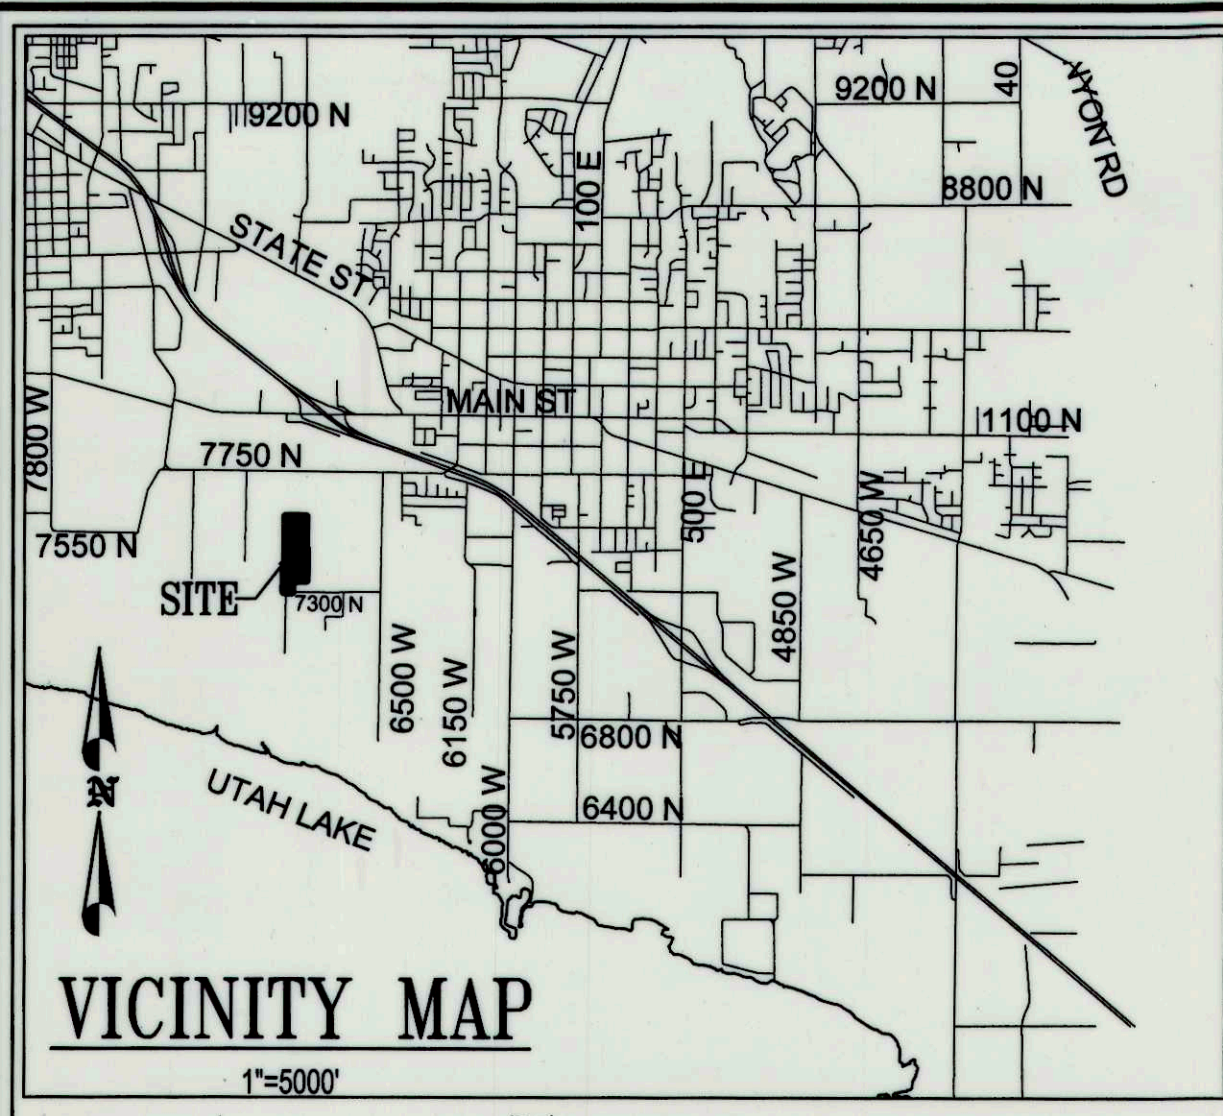 9200 N
9200 N
40
NYON RD
100 E
8800 N
STATE ST
MAIN ST
1100 N
7800 W
7750 N
500 E
4650 W
7550 N
SITE
7300 N
4850 W
6500 W
6150 W
5750 W
6800 N
N
UTAH LAKE
6000 W
6400 N
VICINITY MAP
1"=5000'